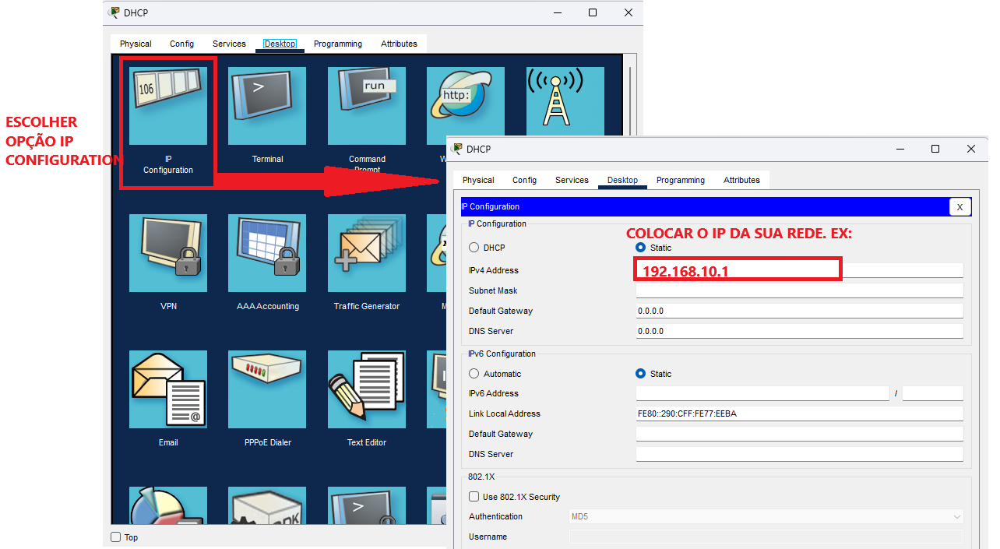 DHCP
Physical Config Services Desktop Programming Attributes
ESCOLHER
OPÇÃO IP
CONFIGURATION
106
>
run
http:
IP
Configuration
Terminal
Command
Prompt
VPN
AAA Accounting
Traffic Generator
Email
@
PPPoE Dialer
Text Editor
>
Top
DHCP
Physical Config Services Desktop Programming Attributes
IP Configuration X
IP Configuration
COLOCAR O IP DA SUA REDE. EX:
DHCP Static
IPv4 Address 192.168.10.1
Subnet Mask
Default Gateway 0.0.0.0
DNS Server 0.0.0.0
IPv6 Configuration
Automatic Static
IPv6 Address /
Link Local Address FE80::290:CFF:FE77:EEBA
Default Gateway
DNS Server
802.1X
Use 802.1X Security
Authentication MD5
Username